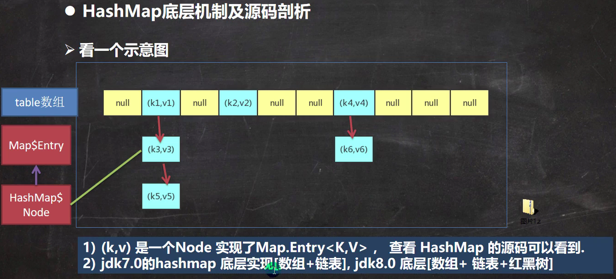 ● HashMap底层机制及源码剖析
➢ 看一个示意图
table数组
null (k1,v1) null (k2,v2) null null (k4,v4) null null null
Map$Entry
(k3,v3) (k6,v6)
HashMap$
Node
(k5,v5)
1) (k,v) 是一个Node 实现了Map.Entry<K,V> ， 查看 HashMap 的源码可以看到.
2) jdk7.0的hashmap 底层实现[数组+链表], jdk8.0 底层[数组+ 链表+红黑树]